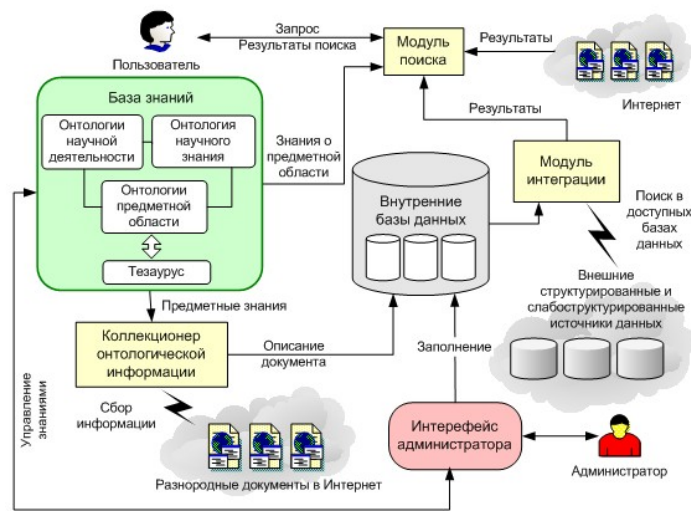 Запрос
Результаты поиска
Пользователь
Модуль
поиска
Результаты
Интернет
База знаний
Онтологии
научной
деятельности
Онтология
научного
знания
Онтологии
предметной
области
Тезаурус
Знания о
предметной
области
Результаты
Модуль
интеграции
Внутренние
базы данных
Поиск в
доступных
базах
данных
Внешние
структурированные и
слабоструктурированные
источники данных
Предметные знания
Коллекционер
онтологической
информации
Описание
документа
Заполнение
Управление
знаниями
Сбор
информации
Разнородные документы в Интернет
Интерефейс
администратора
Администратор